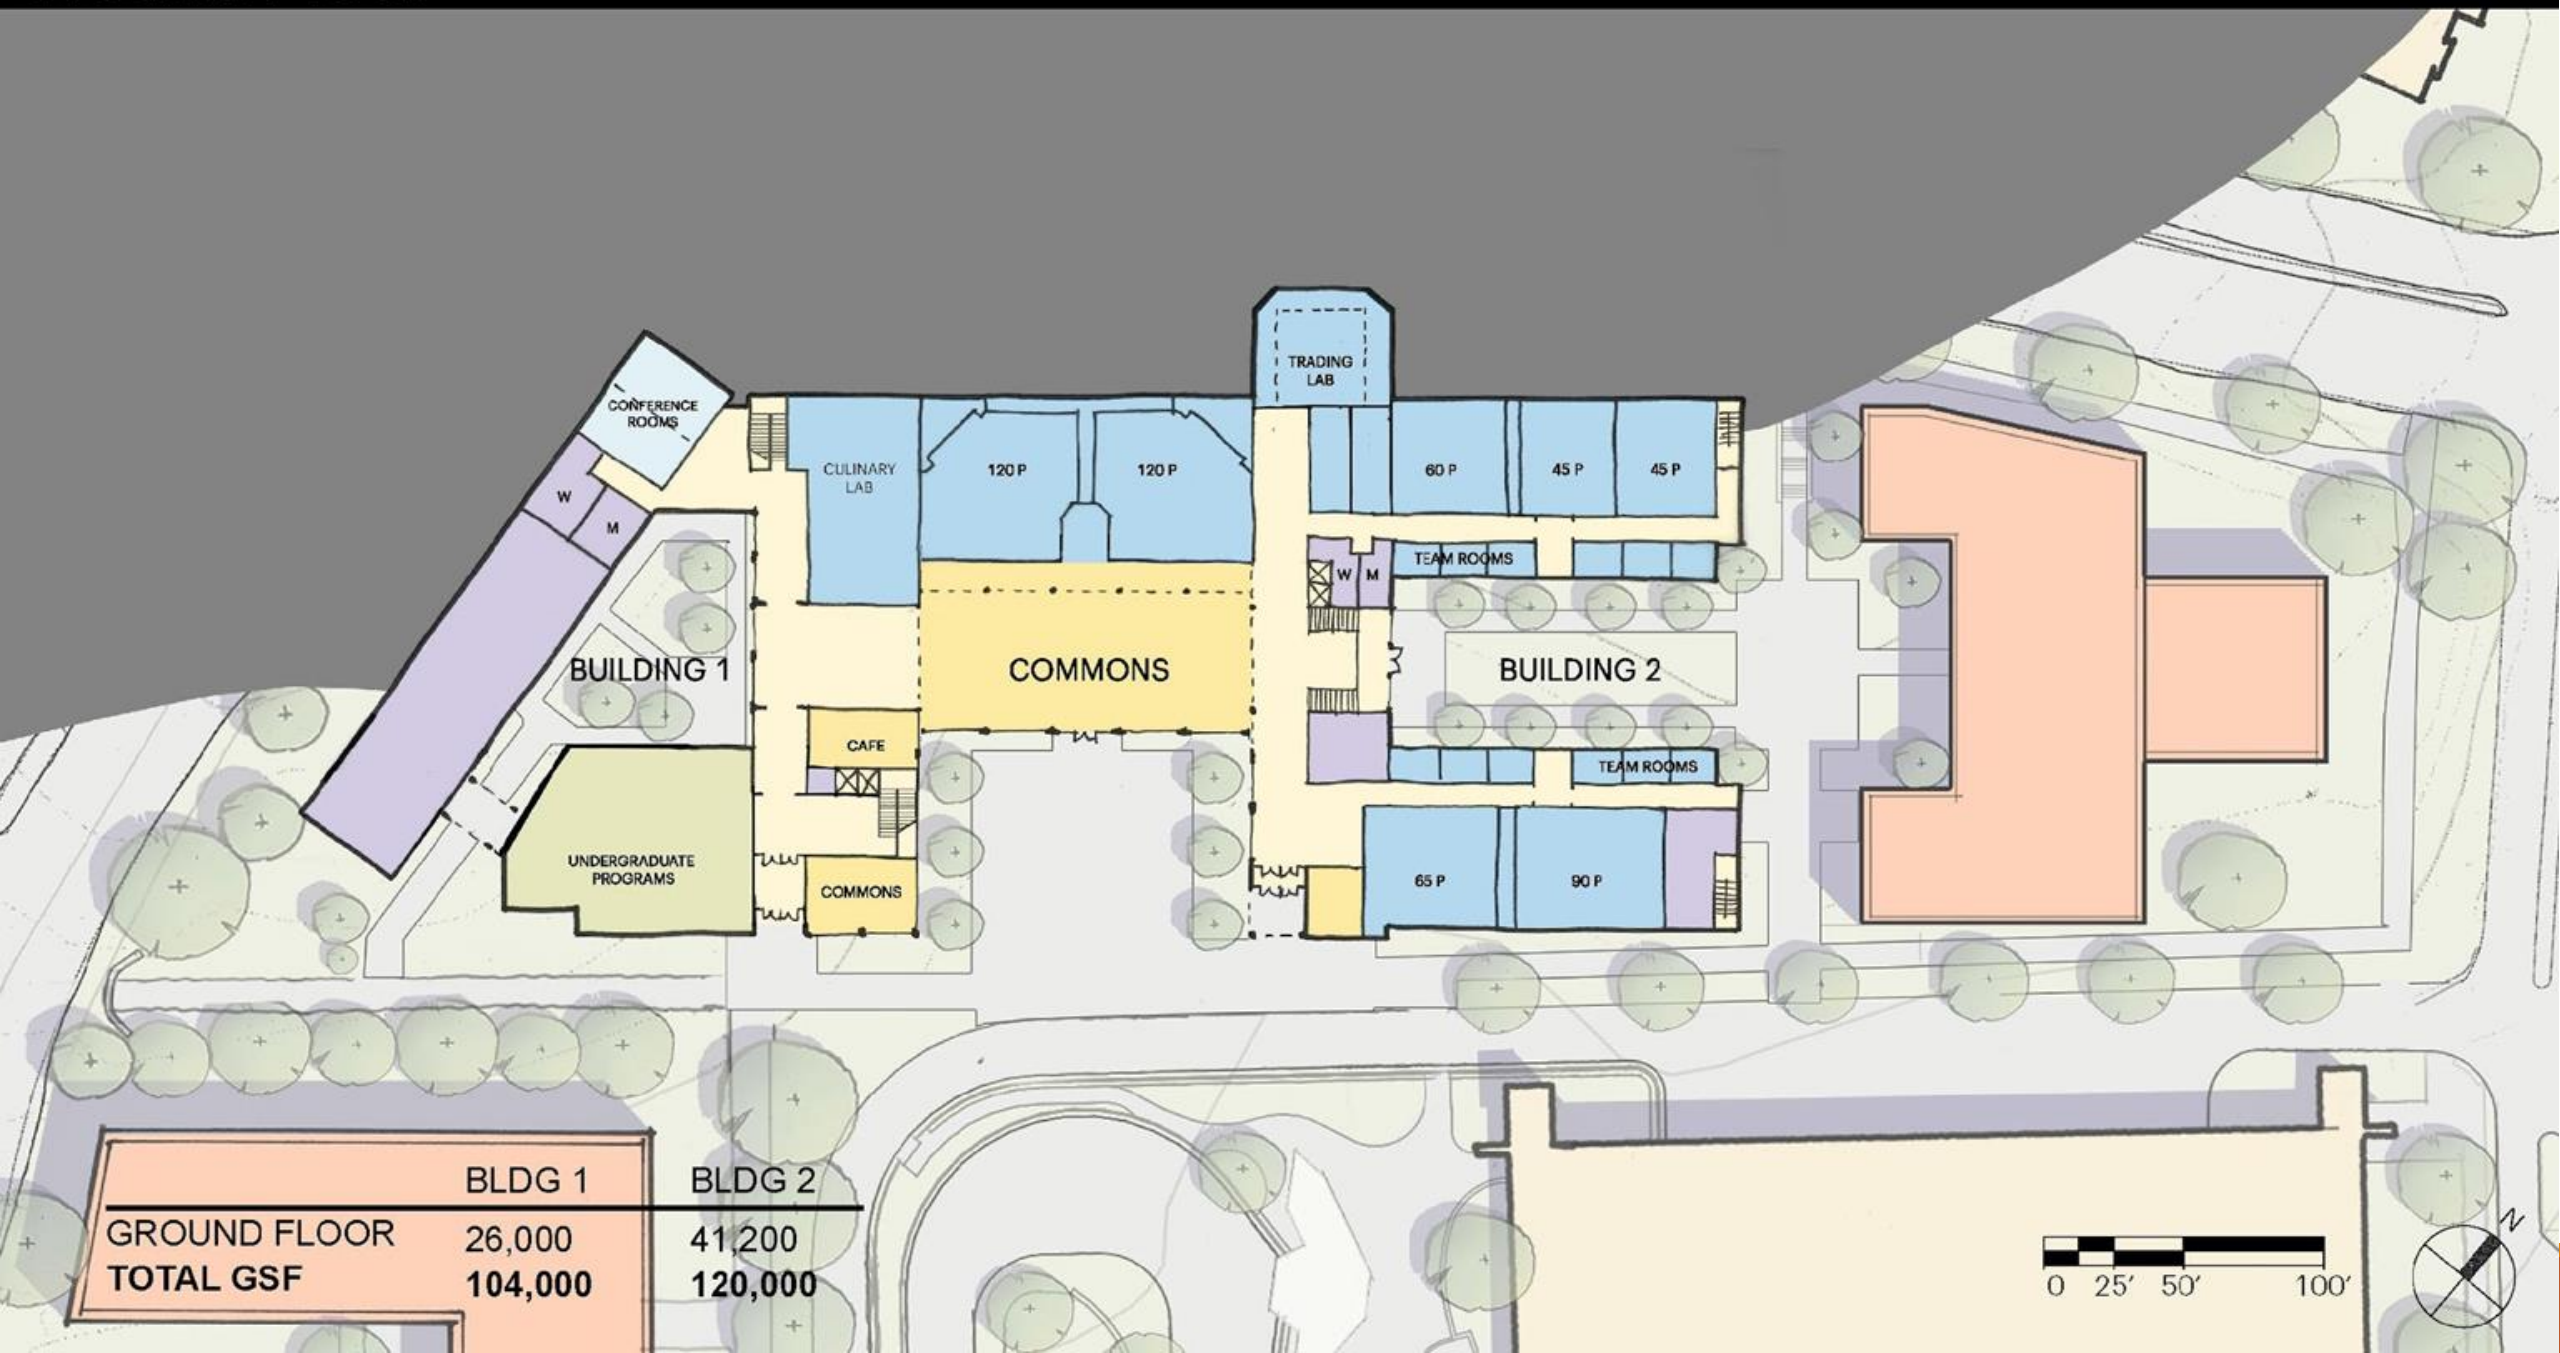 TRADING
LAB
CONFERENCE
ROOMS
CULINARY
LAB
120 P
120 P
60 P
45 P
45 P
W
M
W
M
TEAM ROOMS
BUILDING 1
COMMONS
BUILDING 2
CAFE
TEAM ROOMS
UNDERGRADUATE
PROGRAMS
COMMONS
65 P
90 P
BLDG 1 BLDG 2
GROUND FLOOR 26,000 41,200
TOTAL GSF 104,000 120,000
0 25' 50' 100'
N